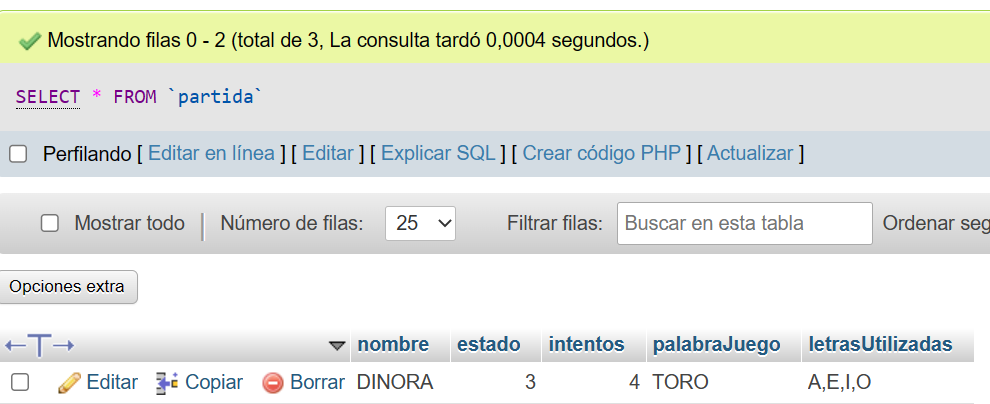 Mostrando filas 0 - 2 (total de 3, La consulta tardó 0,0004 segundos.)
SELECT * FROM `partida`
Perfilando [ Editar en línea ] [ Editar ] [ Explicar SQL ] [ Crear código PHP ] [ Actualizar ]
Mostrar todo | Número de filas: 25 Filtrar filas: Buscar en esta tabla Ordenar seg
Opciones extra
←T→ nombre estado intentos palabraJuego letrasUtilizadas
Editar Copiar Borrar DINORA 3 4 TORO A,E,I,O